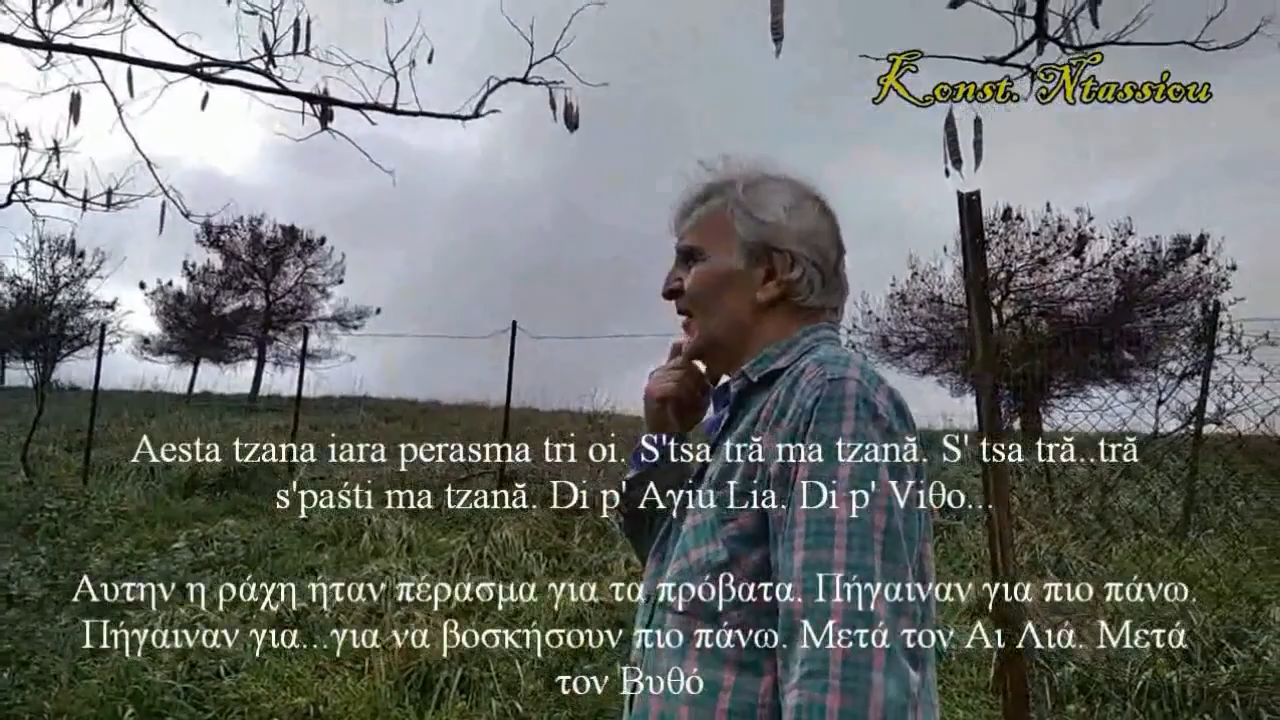 Konst. Ntassiou
Aesta tzana iara perasma tri oi. S'tsa tră ma tzană. S' tsa tră..tră
s'paśti ma tzană. Di p' Aγiu Lia. Di p' Viθo...
Αυτην η ράχη ήταν πέρασμα για τα πρόβατα. Πήγαιναν για πιο πάνω.
Πήγαιναν για...για να βοσκήσουν πιο πάνω. Μετά τον Αι Λιά. Μετά
τον Βυθό